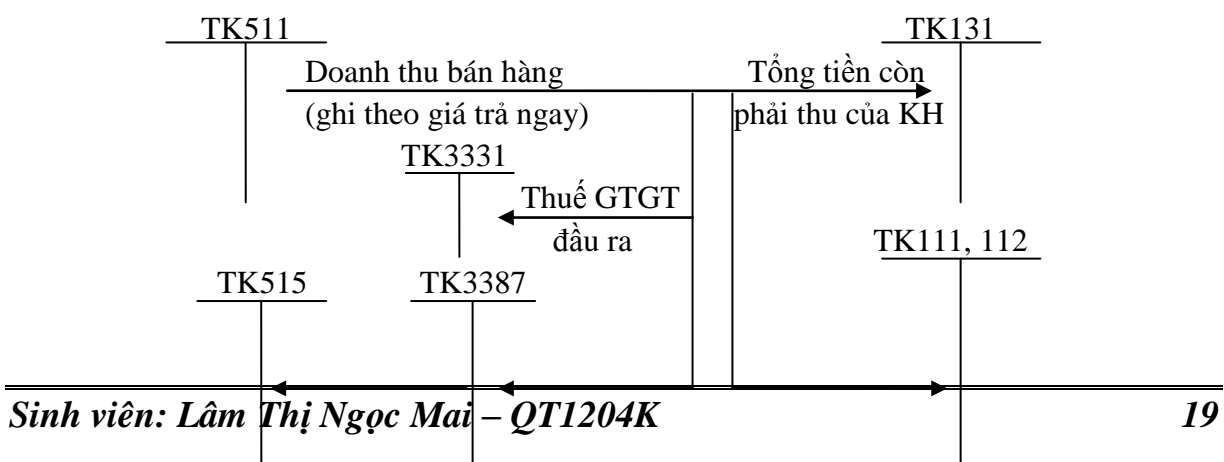 TK511
TK131
Doanh thu bán hàng
(ghi theo giá trả ngay)
Tổng tiền còn
phải thu của KH
TK3331
Thuế GTGT
đầu ra
TK111, 112
TK515
TK3387
Sinh viên: Lâm Thị Ngọc Mai – QT1204K 19